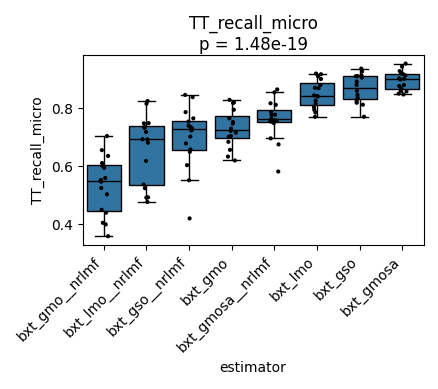 TT_recall_micro
p = 1.48e-19
TT_recall_micro
0.8
0.6
0.4
bxt_gmo__nrlmf
bxt_lmo__nrlmf
bxt_gso__nrlmf
bxt_gmo
bxt_gmosa__nrlmf
bxt_lmo
bxt_gso
bxt_gmosa
estimator